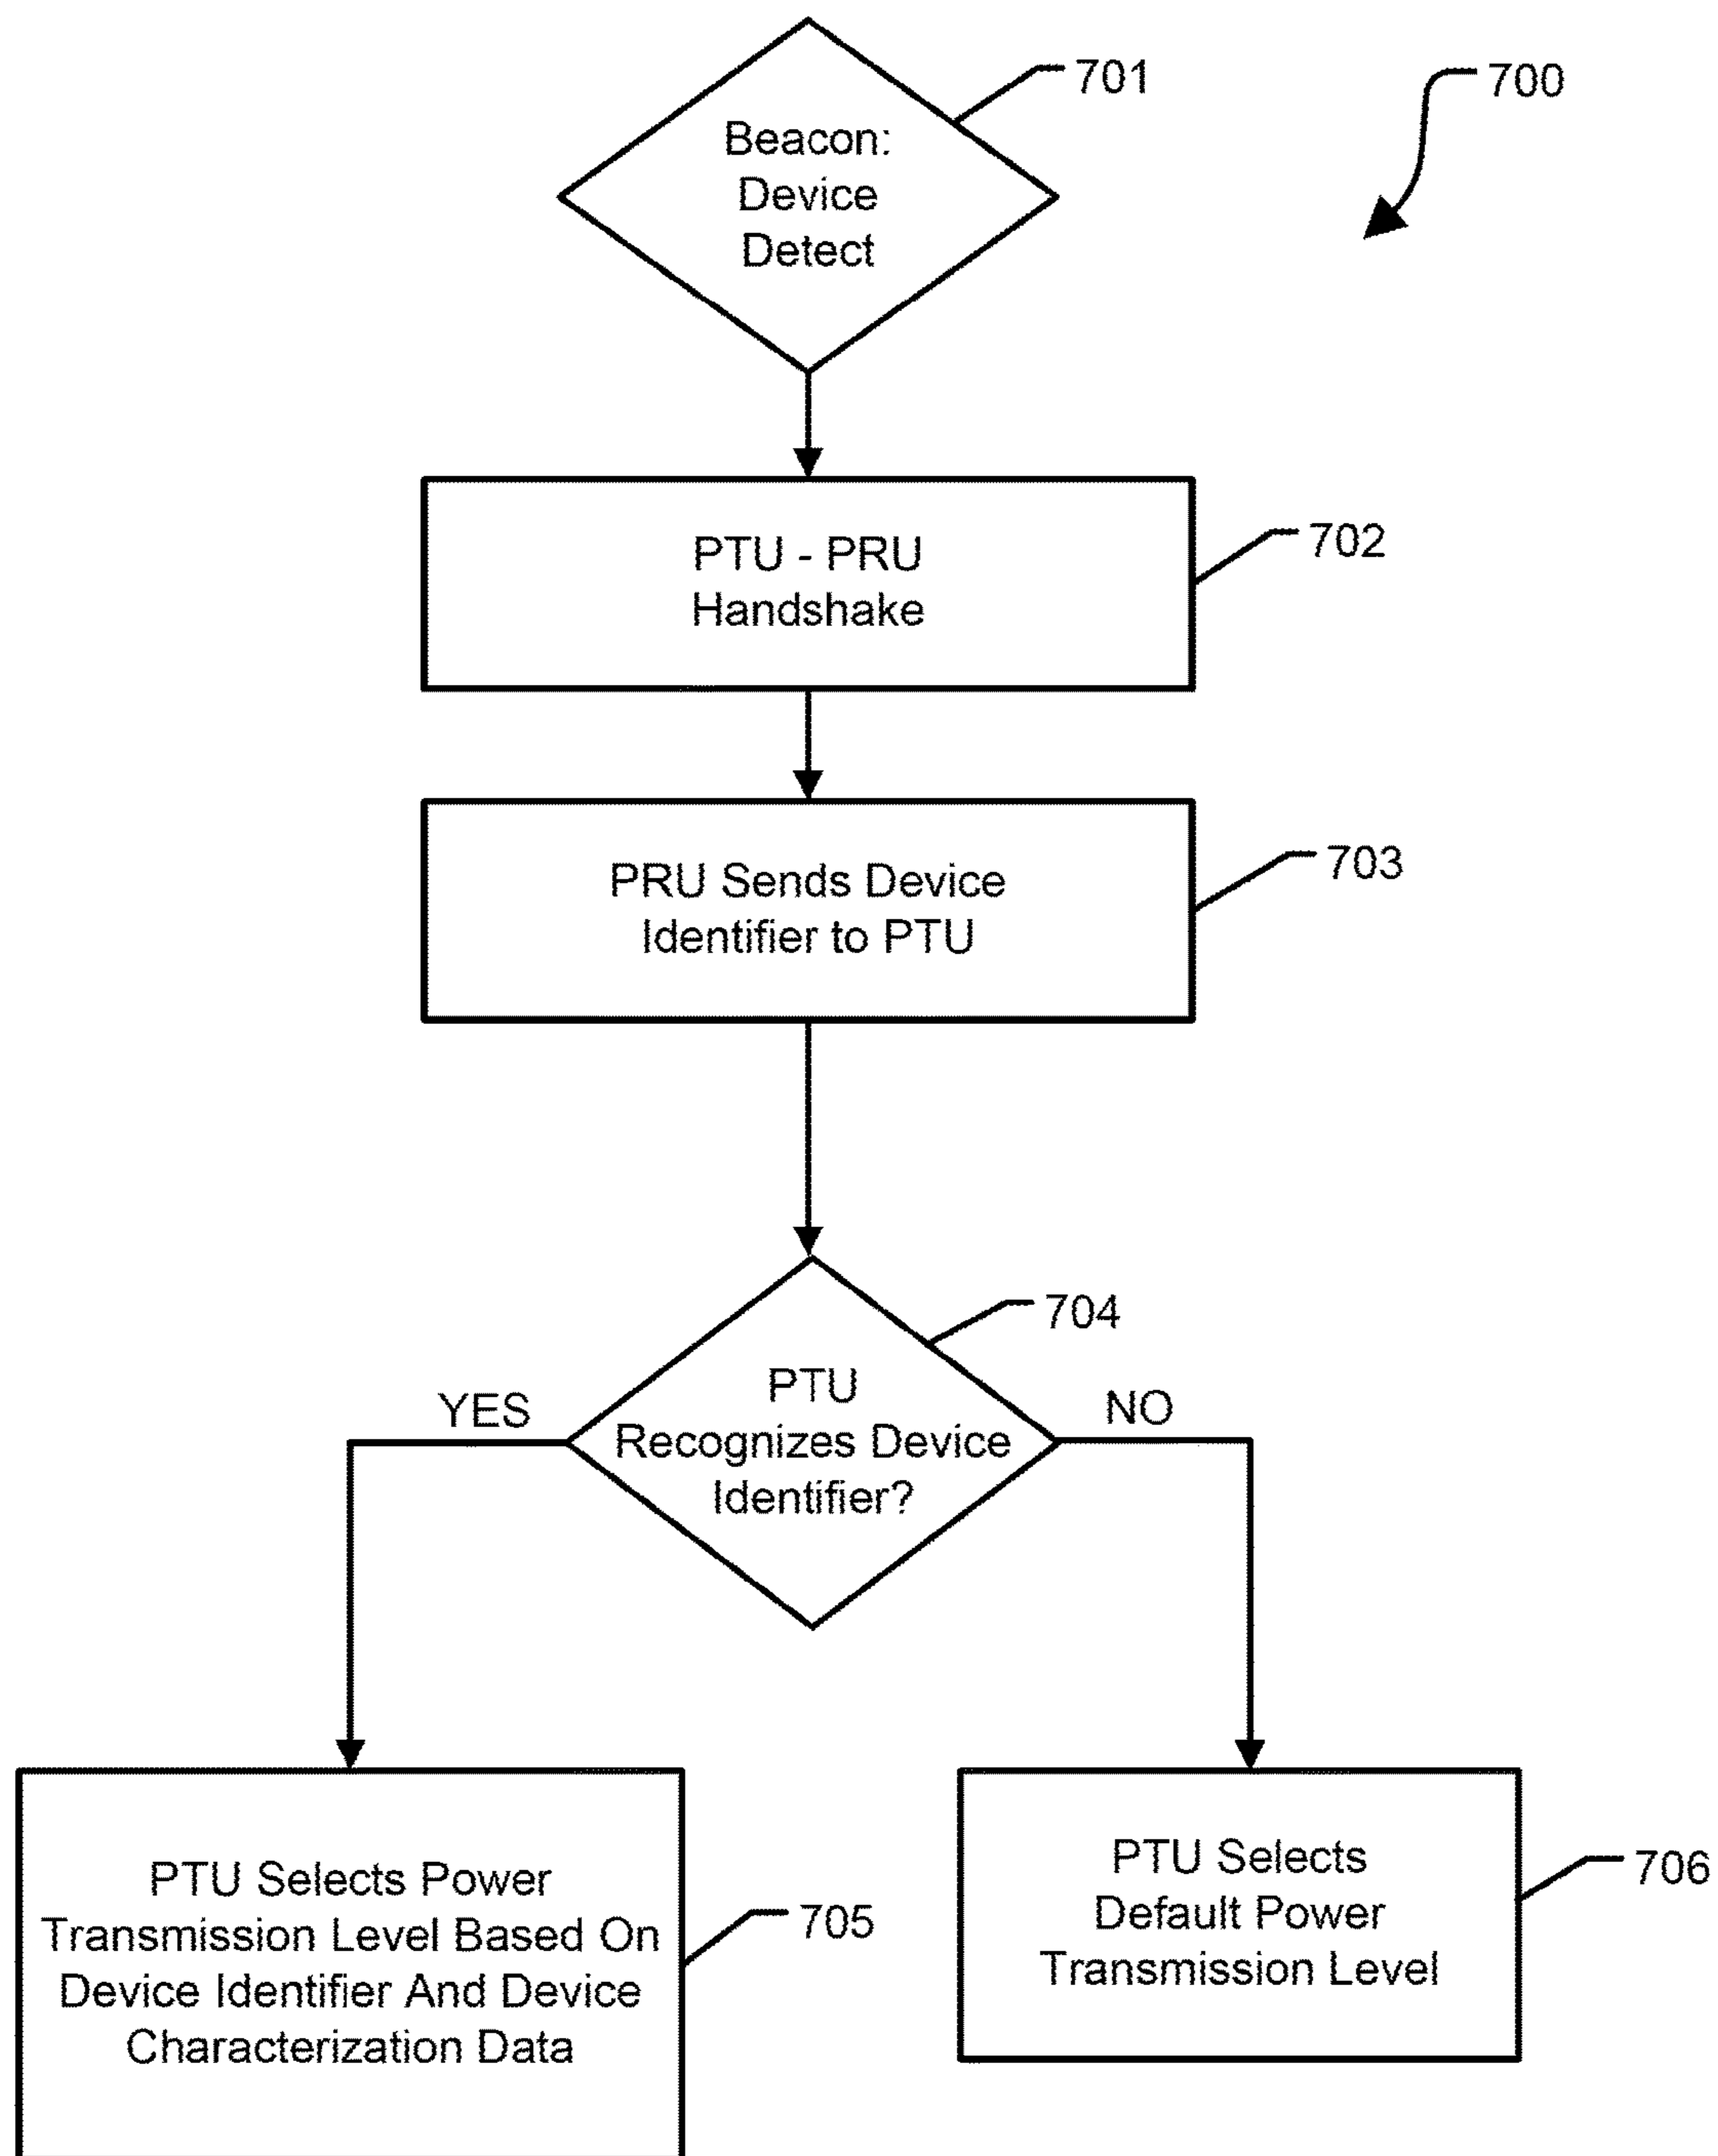 701
700
Beacon:
Device
Detect
702
PTU - PRU
Handshake
703
PRU Sends Device
Identifier to PTU
704
PTU
Recognizes Device
Identifier?
YES
NO
PTU Selects Power
Transmission Level Based On
Device Identifier And Device
Characterization Data
705
PTU Selects
Default Power
Transmission Level
706